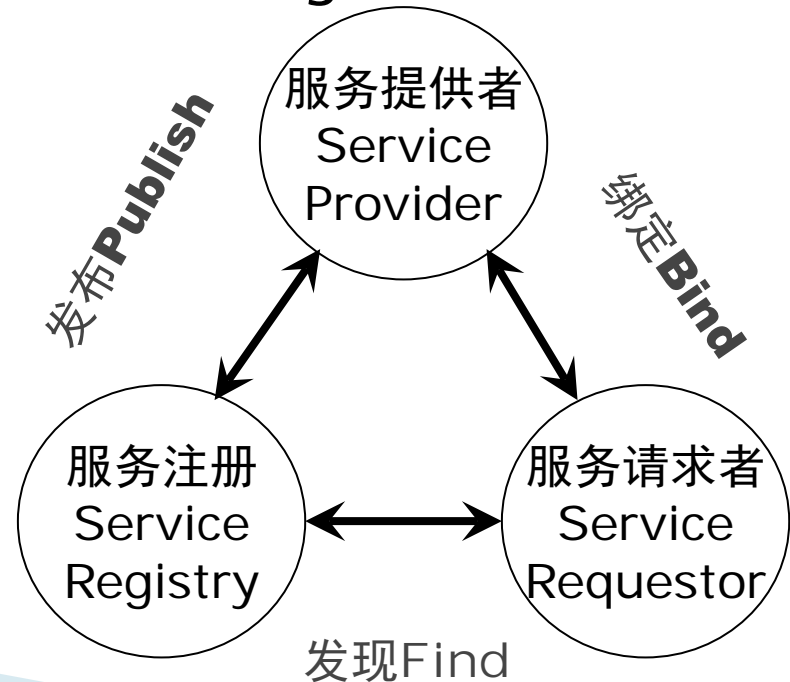 服务提供者
Service
Provider
发布Publish
绑定Bind
服务注册
Service
Registry
服务请求者
Service
Requestor
发现Find